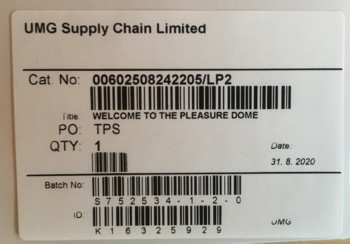 UMG Supply Chain Limited
Cat. No: 00602508242205/LP2
Title: WELCOME TO THE PLEASURE DOME
PO: TPS
QTY: 1
Date:
31. 8. 2020
Batch No:
S 7 5 2 5 3 4 - 1 - 2 - 0
ID:
K 1 6 3 2 5 9 2 9
UMG